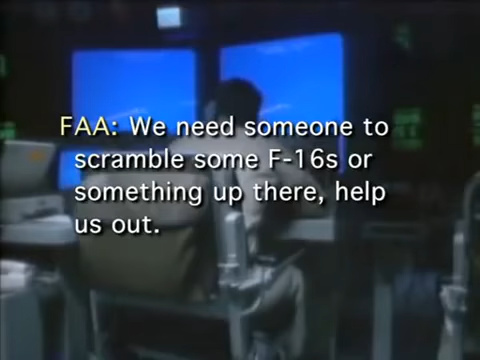 FAA: We need someone to
scramble some F-16s or
something up there, help
us out.